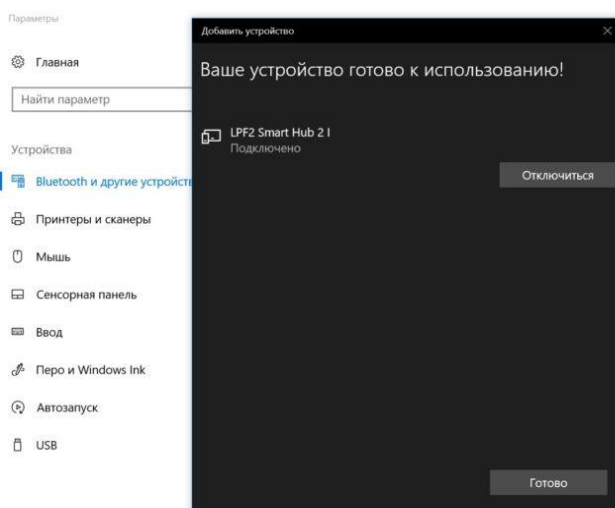 Параметры
Главная
Найти параметр
Устройства
Bluetooth и другие устройств
Принтеры и сканеры
Мышь
Сенсорная панель
Ввод
Перо и Windows Ink
Автозапуск
USB
Добавить устройство
Ваше устройство готово к использованию!
LPF2 Smart Hub 2 I
Подключено
Отключиться
Готово